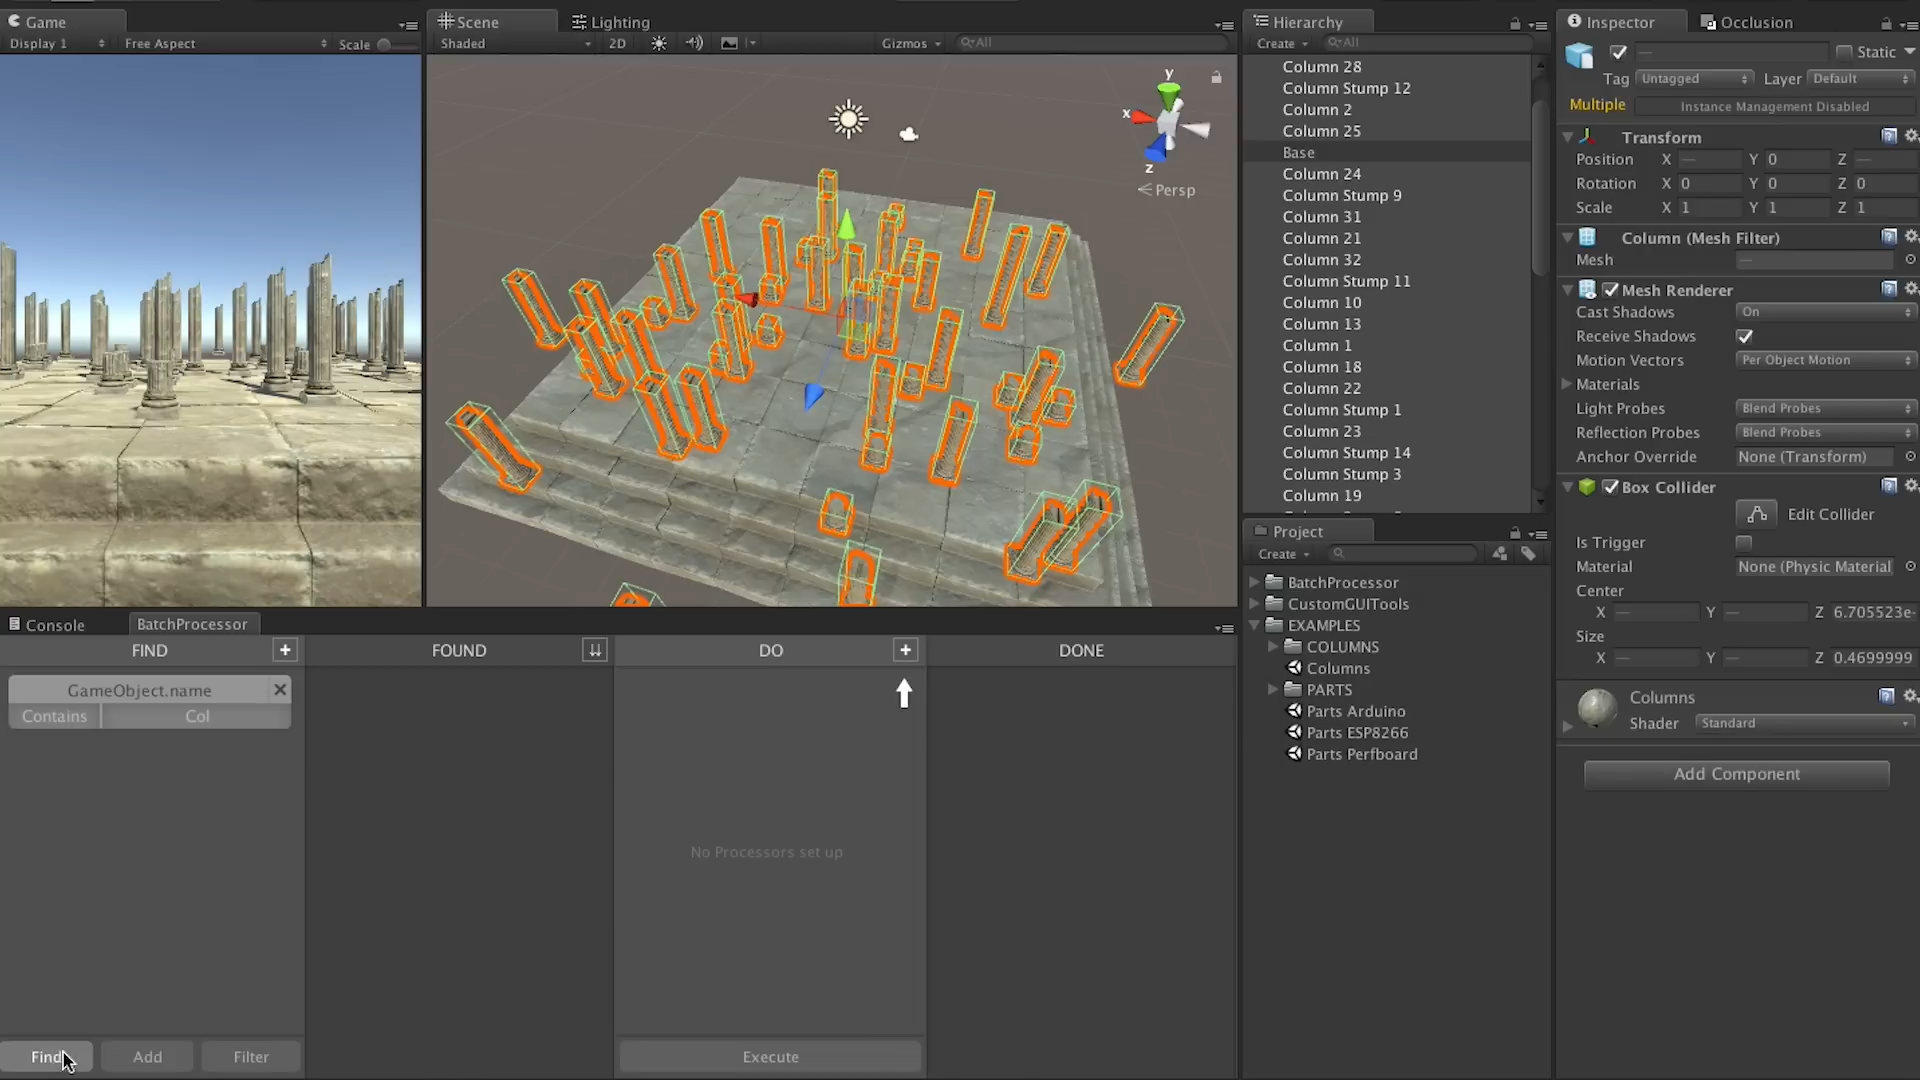 Game
Display 1
Free Aspect
Scale
Scene
Lighting
Shaded
2D
Gizmos
All
y
x
z
Persp
Hierarchy
Create
All
Column 28
Column Stump 12
Column 2
Column 25
Base
Column 24
Column Stump 9
Column 31
Column 21
Column 32
Column Stump 11
Column 10
Column 13
Column 1
Column 18
Column 22
Column Stump 1
Column 23
Column Stump 14
Column Stump 3
Column 19
Project
Create
BatchProcessor
CustomGUITools
EXAMPLES
COLUMNS
Columns
PARTS
Parts Arduino
Parts ESP8266
Parts Perfboard
Inspector
Occlusion
— Static
Tag Untagged Layer Default
Multiple Instance Management Disabled
Transform
Position X — Y 0 Z —
Rotation X 0 Y 0 Z 0
Scale X 1 Y 1 Z 1
Column (Mesh Filter)
Mesh —
Mesh Renderer
Cast Shadows On
Receive Shadows
Motion Vectors Per Object Motion
Materials
Light Probes Blend Probes
Reflection Probes Blend Probes
Anchor Override None (Transform)
Box Collider
Edit Collider
Is Trigger
Material None (Physic Material
Center
X — Y — Z 6.705523e-
Size
X — Y — Z 0.4699999
Columns
Shader Standard
Add Component
Console
BatchProcessor
FIND +
GameObject.name
Contains Col
Find
Add
Filter
FOUND
DO +
No Processors set up
Execute
DONE